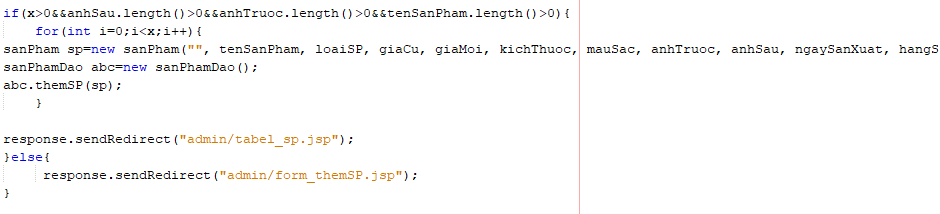 if(x>0&&anhSau.length()>0&&anhTruoc.length()>0&&tenSanPham.length()>0){
for(int i=0;i<x;i++){
sanPham sp=new sanPham("", tenSanPham, loaiSP, giaCu, giaMoi, kichThuoc, mauSac, anhTruoc, anhSau, ngaySanXuat, hangS
sanPhamDao abc=new sanPhamDao();
abc.themSP(sp);
}
response.sendRedirect("admin/tabel_sp.jsp");
}else{
response.sendRedirect("admin/form_themSP.jsp");
}